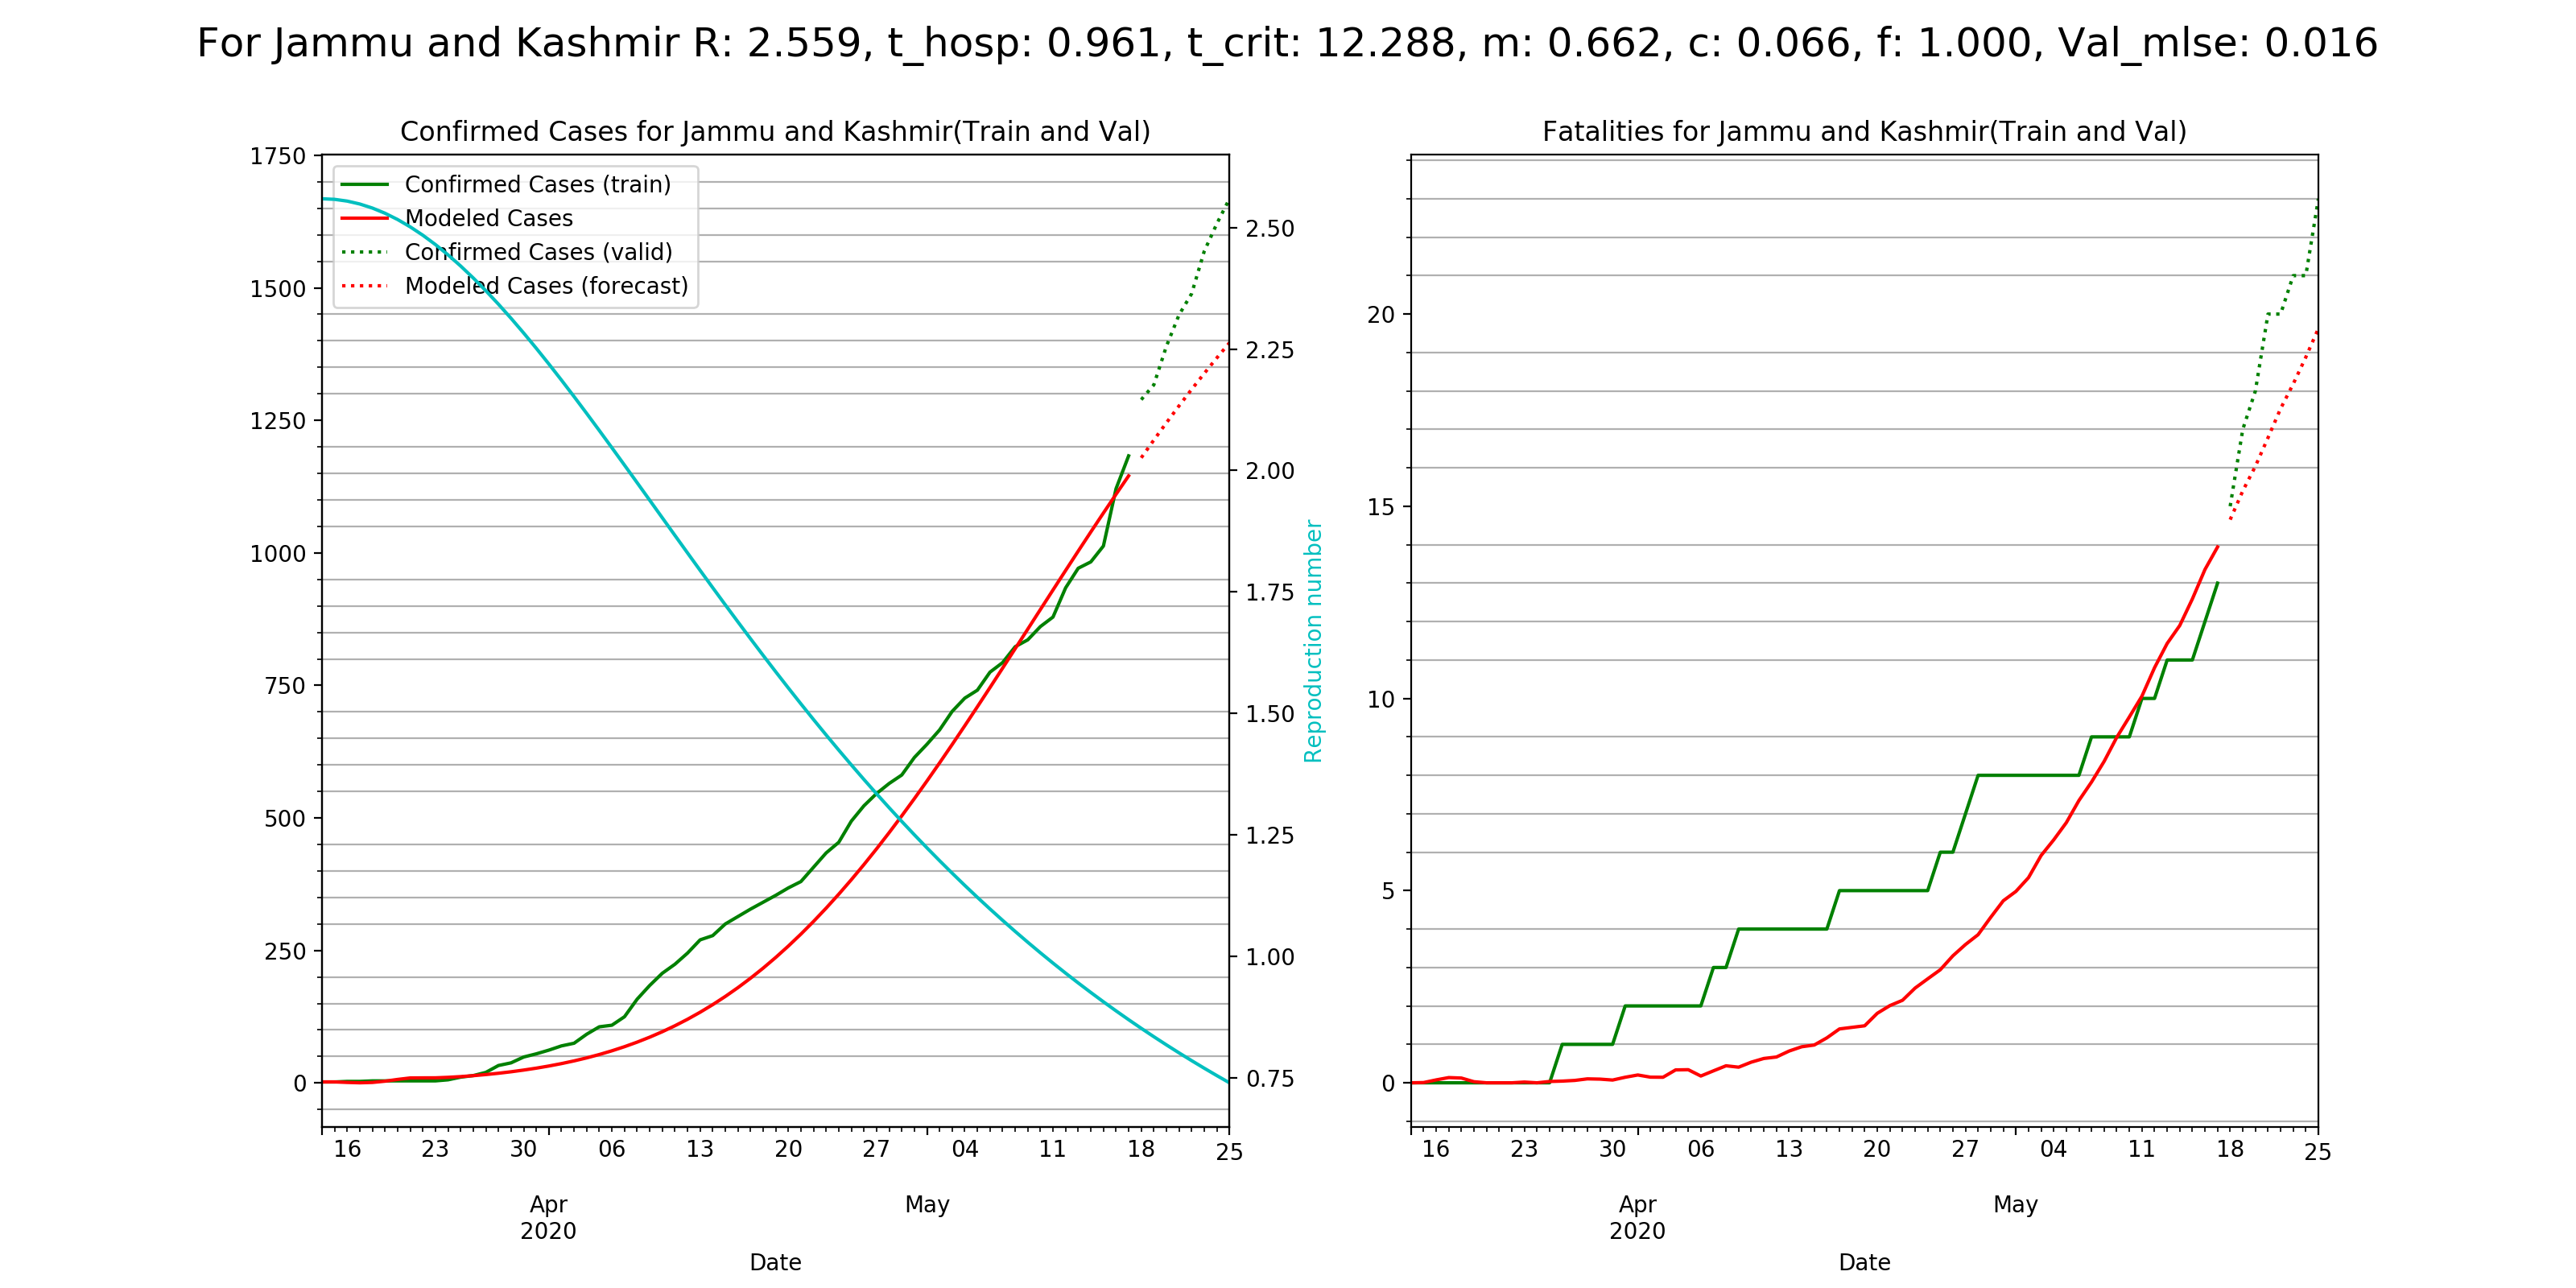 For Jammu and Kashmir R: 2.559, t_hosp: 0.961, t_crit: 12.288, m: 0.662, c: 0.066, f: 1.000, Val_mlse: 0.016
Confirmed Cases for Jammu and Kashmir(Train and Val)
1750
1500
1250
1000
750
500
250
0
Confirmed Cases (train)
Modeled Cases
Confirmed Cases (valid)
Modeled Cases (forecast)
2.50
2.25
2.00
1.75
1.50
1.25
1.00
0.75
Reproduction number
16 23 30 06 13 20 27 04 11 18 25
Apr May
2020
Date
Fatalities for Jammu and Kashmir(Train and Val)
20
15
10
5
0
16 23 30 06 13 20 27 04 11 18 25
Apr May
2020
Date